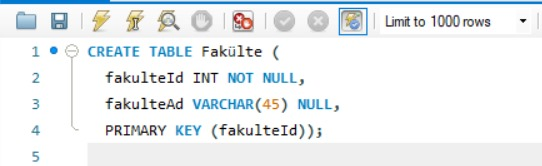 Limit to 1000 rows
1 CREATE TABLE Fakülte (
2 fakulteId INT NOT NULL,
3 fakulteAd VARCHAR(45) NULL,
4 PRIMARY KEY (fakulteId));
5